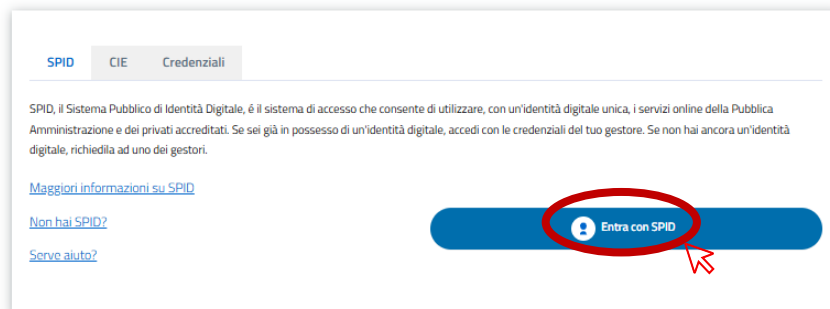 SPID CIE Credenziali
SPID, il Sistema Pubblico di Identità Digitale, é il sistema di accesso che consente di utilizzare, con un'identità digitale unica, i servizi online della Pubblica
Amministrazione e dei privati accreditati. Se sei già in possesso di un'identità digitale, accedi con le credenziali del tuo gestore. Se non hai ancora un'identità
digitale, richiedila ad uno dei gestori.
Maggiori informazioni su SPID
Non hai SPID?
Entra con SPID
Serve aiuto?